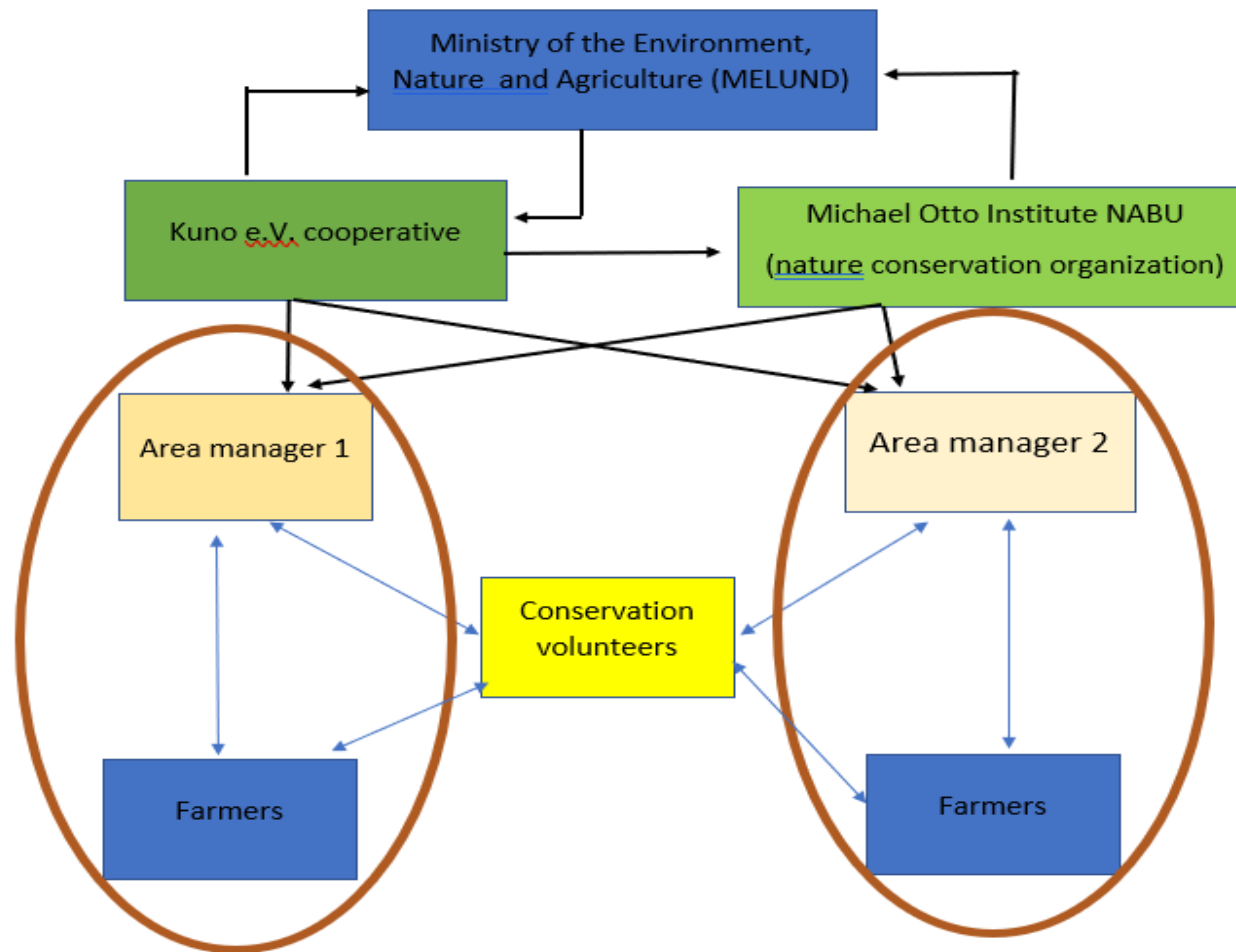 Ministry of the Environment,
Nature and Agriculture (MELUND)
Kuno e.V. cooperative
Michael Otto Institute NABU
(nature conservation organization)
Area manager 1
Area manager 2
Conservation
volunteers
Farmers
Farmers